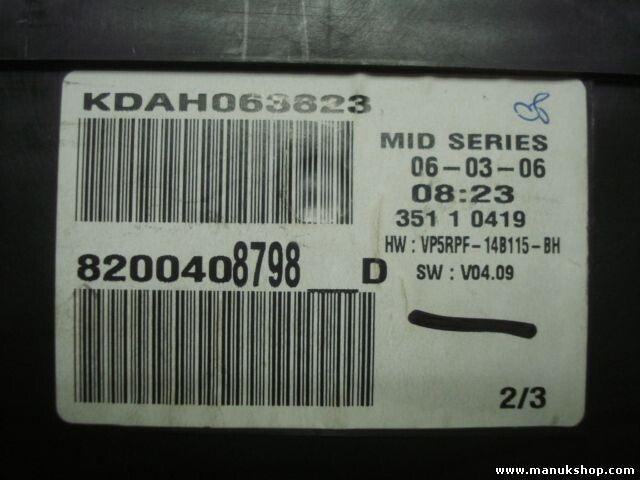 KDAH063823
MID SERIES
06-03-06
08:23
351 1 0419
HW : VP5RPF-14B115-BH
8200408798__D
SW : V04.09
2/3
www.manukshop.com